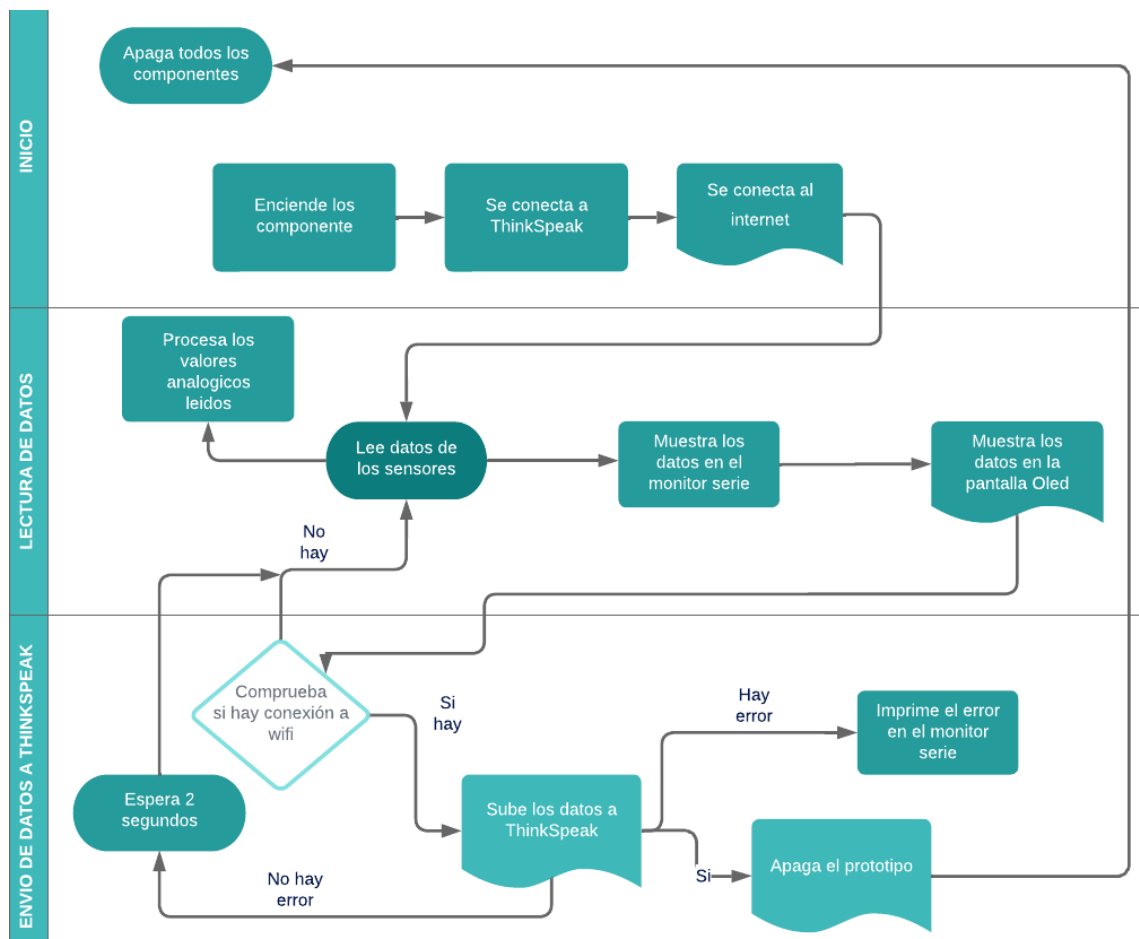 INICIO
Apaga todos los
componentes
Enciende los
componente
Se conecta a
ThinkSpeak
Se conecta al
internet
LECTURA DE DATOS
Procesa los
valores
analogicos
leidos
Lee datos de
los sensores
Muestra los
datos en el
monitor serie
Muestra los
datos en la
pantalla Oled
No
hay
ENVIO DE DATOS A THINKSPEAK
Comprueba
si hay conexión a
wifi
Si
hay
Hay
error
Imprime el error
en el monitor
serie
Espera 2
segundos
Sube los datos a
ThinkSpeak
Si
Apaga el prototipo
No hay
error